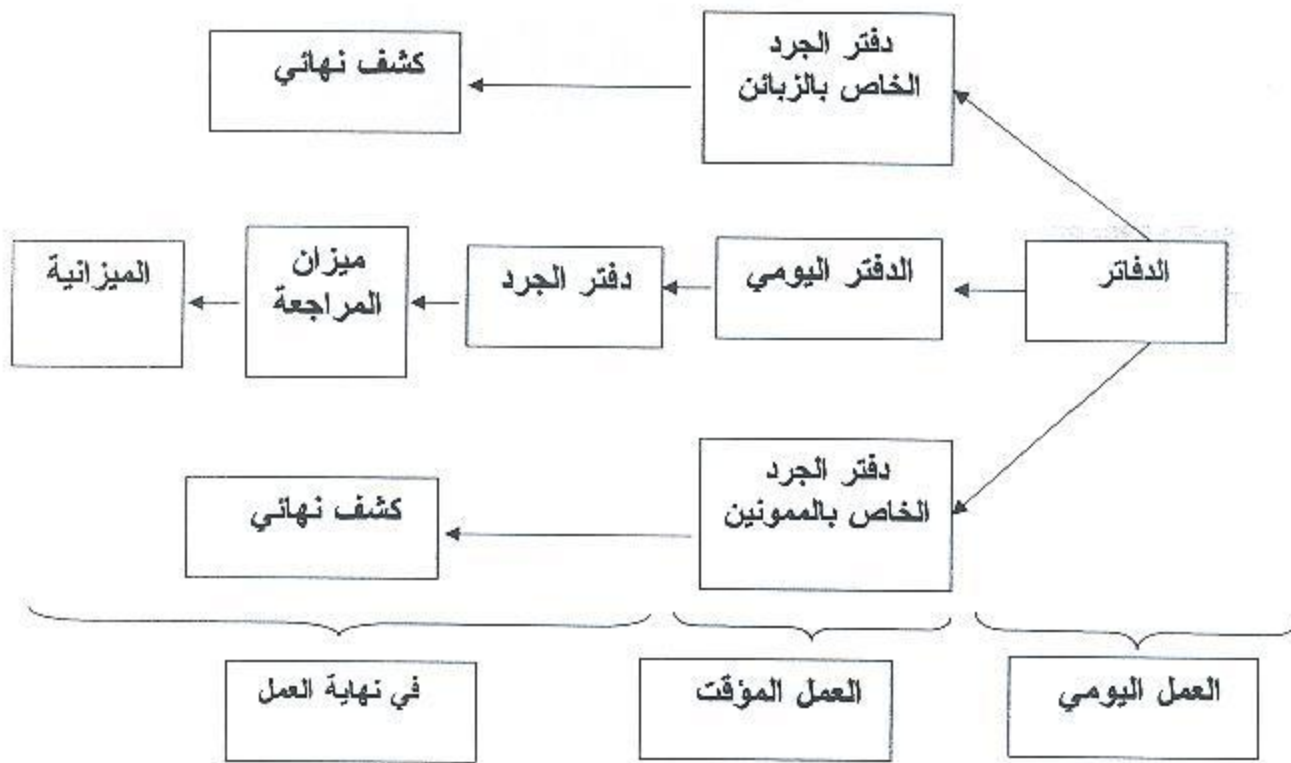 دفتر الجرد
الخاص بالزبائن
كشف نهائي
الدفاتر
الدفتر اليومي
دفتر الجرد
ميزان
المراجعة
الميزانية
دفتر الجرد
الخاص بالممونين
كشف نهائي
العمل اليومي
العمل المؤقت
في نهاية العمل